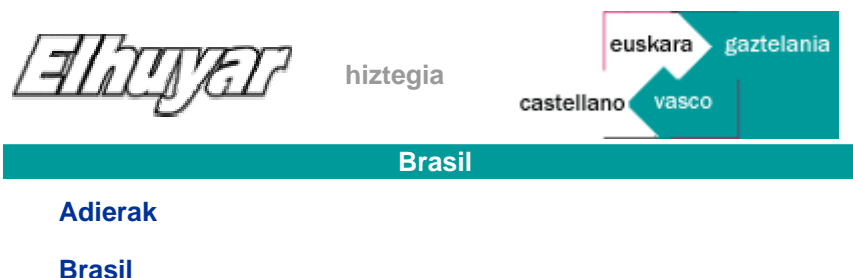 Elhuyar hiztegia
euskara gaztelania
castellano vasco
Brasil
Adierak
Brasil